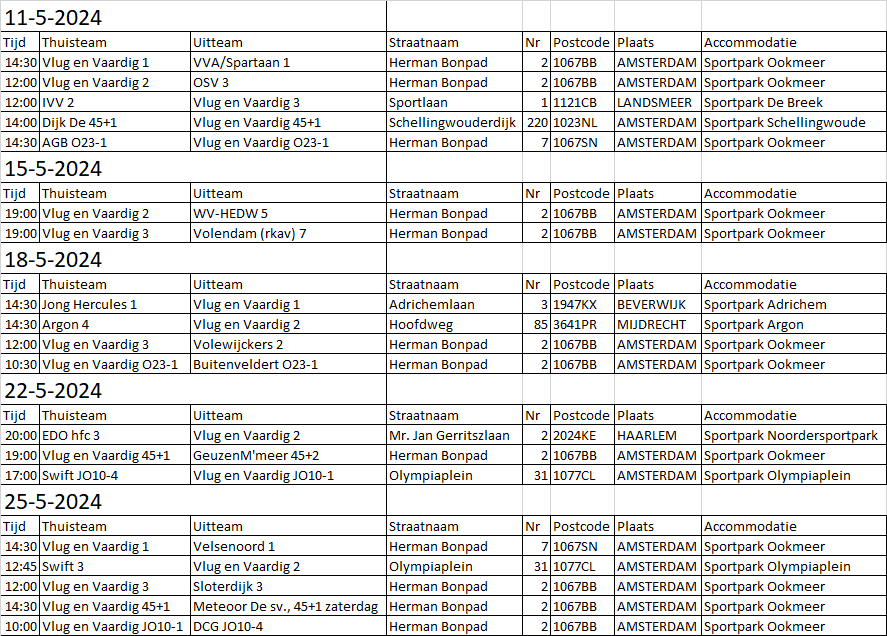 11-5-2024
Tijd Thuisteam Uitteam Straatnaam Nr Postcode Plaats Accommodatie
14:30 Vlug en Vaardig 1 VVA/Spartaan 1 Herman Bonpad 2 1067BB AMSTERDAM Sportpark Ookmeer
12:00 Vlug en Vaardig 2 OSV 3 Herman Bonpad 2 1067BB AMSTERDAM Sportpark Ookmeer
12:00 IVV 2 Vlug en Vaardig 3 Sportlaan 1 1121CB LANDSMEER Sportpark De Breek
14:00 Dijk De 45+1 Vlug en Vaardig 45+1 Schellingwouderdijk 220 1023NL AMSTERDAM Sportpark Schellingwoude
14:30 AGB O23-1 Vlug en Vaardig O23-1 Herman Bonpad 7 1067SN AMSTERDAM Sportpark Ookmeer
15-5-2024
Tijd Thuisteam Uitteam Straatnaam Nr Postcode Plaats Accommodatie
19:00 Vlug en Vaardig 2 WV-HEDW 5 Herman Bonpad 2 1067BB AMSTERDAM Sportpark Ookmeer
19:00 Vlug en Vaardig 3 Volendam (rkav) 7 Herman Bonpad 2 1067BB AMSTERDAM Sportpark Ookmeer
18-5-2024
Tijd Thuisteam Uitteam Straatnaam Nr Postcode Plaats Accommodatie
14:30 Jong Hercules 1 Vlug en Vaardig 1 Adrichemlaan 3 1947KX BEVERWIJK Sportpark Adrichem
14:30 Argon 4 Vlug en Vaardig 2 Hoofdweg 85 3641PR MIJDRECHT Sportpark Argon
12:00 Vlug en Vaardig 3 Volewijckers 2 Herman Bonpad 2 1067BB AMSTERDAM Sportpark Ookmeer
10:30 Vlug en Vaardig O23-1 Buitenveldert O23-1 Herman Bonpad 2 1067BB AMSTERDAM Sportpark Ookmeer
22-5-2024
Tijd Thuisteam Uitteam Straatnaam Nr Postcode Plaats Accommodatie
20:00 EDO hfc 3 Vlug en Vaardig 2 Mr. Jan Gerritszlaan 2 2024KE HAARLEM Sportpark Noordersportpark
19:00 Vlug en Vaardig 45+1 GeuzenM'meer 45+2 Herman Bonpad 2 1067BB AMSTERDAM Sportpark Ookmeer
17:00 Swift JO10-4 Vlug en Vaardig JO10-1 Olympiaplein 31 1077CL AMSTERDAM Sportpark Olympiaplein
25-5-2024
Tijd Thuisteam Uitteam Straatnaam Nr Postcode Plaats Accommodatie
14:30 Vlug en Vaardig 1 Velsenoord 1 Herman Bonpad 7 1067SN AMSTERDAM Sportpark Ookmeer
12:45 Swift 3 Vlug en Vaardig 2 Olympiaplein 31 1077CL AMSTERDAM Sportpark Olympiaplein
12:00 Vlug en Vaardig 3 Sloterdijk 3 Herman Bonpad 2 1067BB AMSTERDAM Sportpark Ookmeer
14:30 Vlug en Vaardig 45+1 Meteoor De sv., 45+1 zaterdag Herman Bonpad 2 1067BB AMSTERDAM Sportpark Ookmeer
10:00 Vlug en Vaardig JO10-1 DCG JO10-4 Herman Bonpad 2 1067BB AMSTERDAM Sportpark Ookmeer